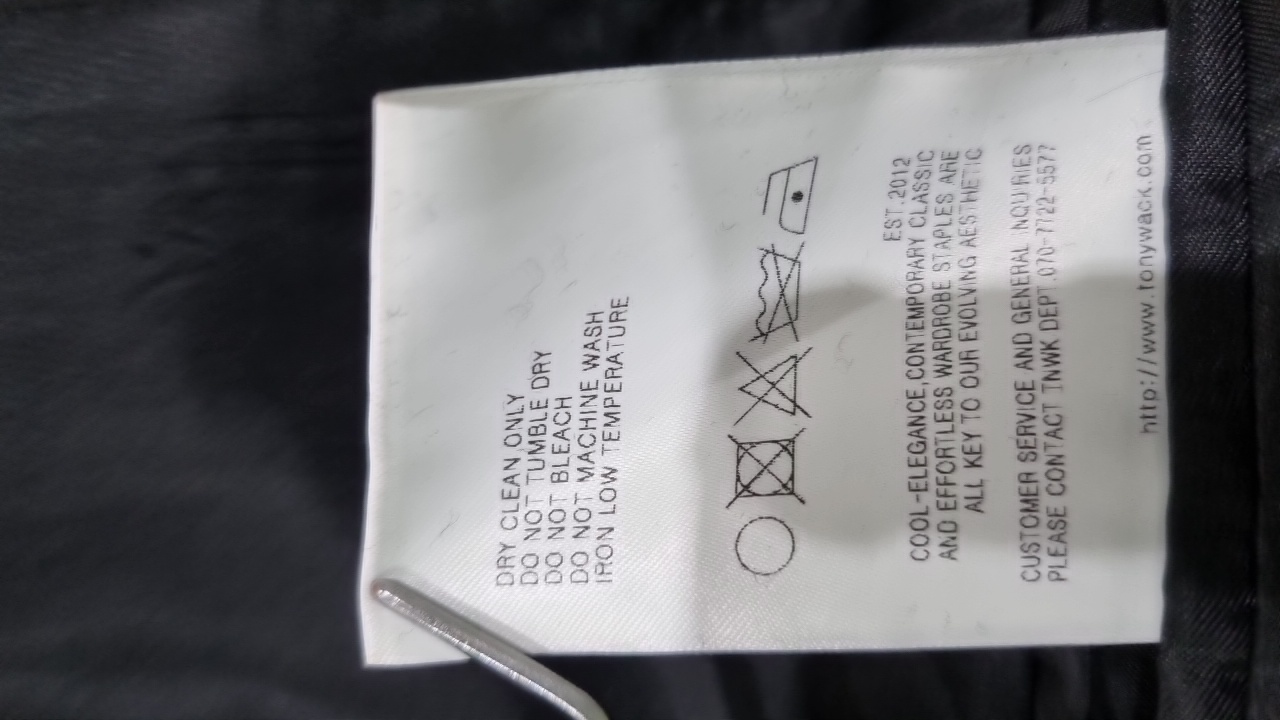 DRY CLEAN ONLY
DO NOT TUMBLE DRY
DO NOT BLEACH
DO NOT MACHINE WASH
IRON LOW TEMPERATURE
EST.2012
COOL-ELEGANCE,CONTEMPORARY CLASSIC
AND EFFORTLESS WARDROBE STAPLES ARE
ALL KEY TO OUR EVOLVING AESTHETIC
CUSTOMER SERVICE AND GENERAL INQUIRIES
PLEASE CONTACT TNWK DEPT.070-7722-5577
http://www.tonywack.com